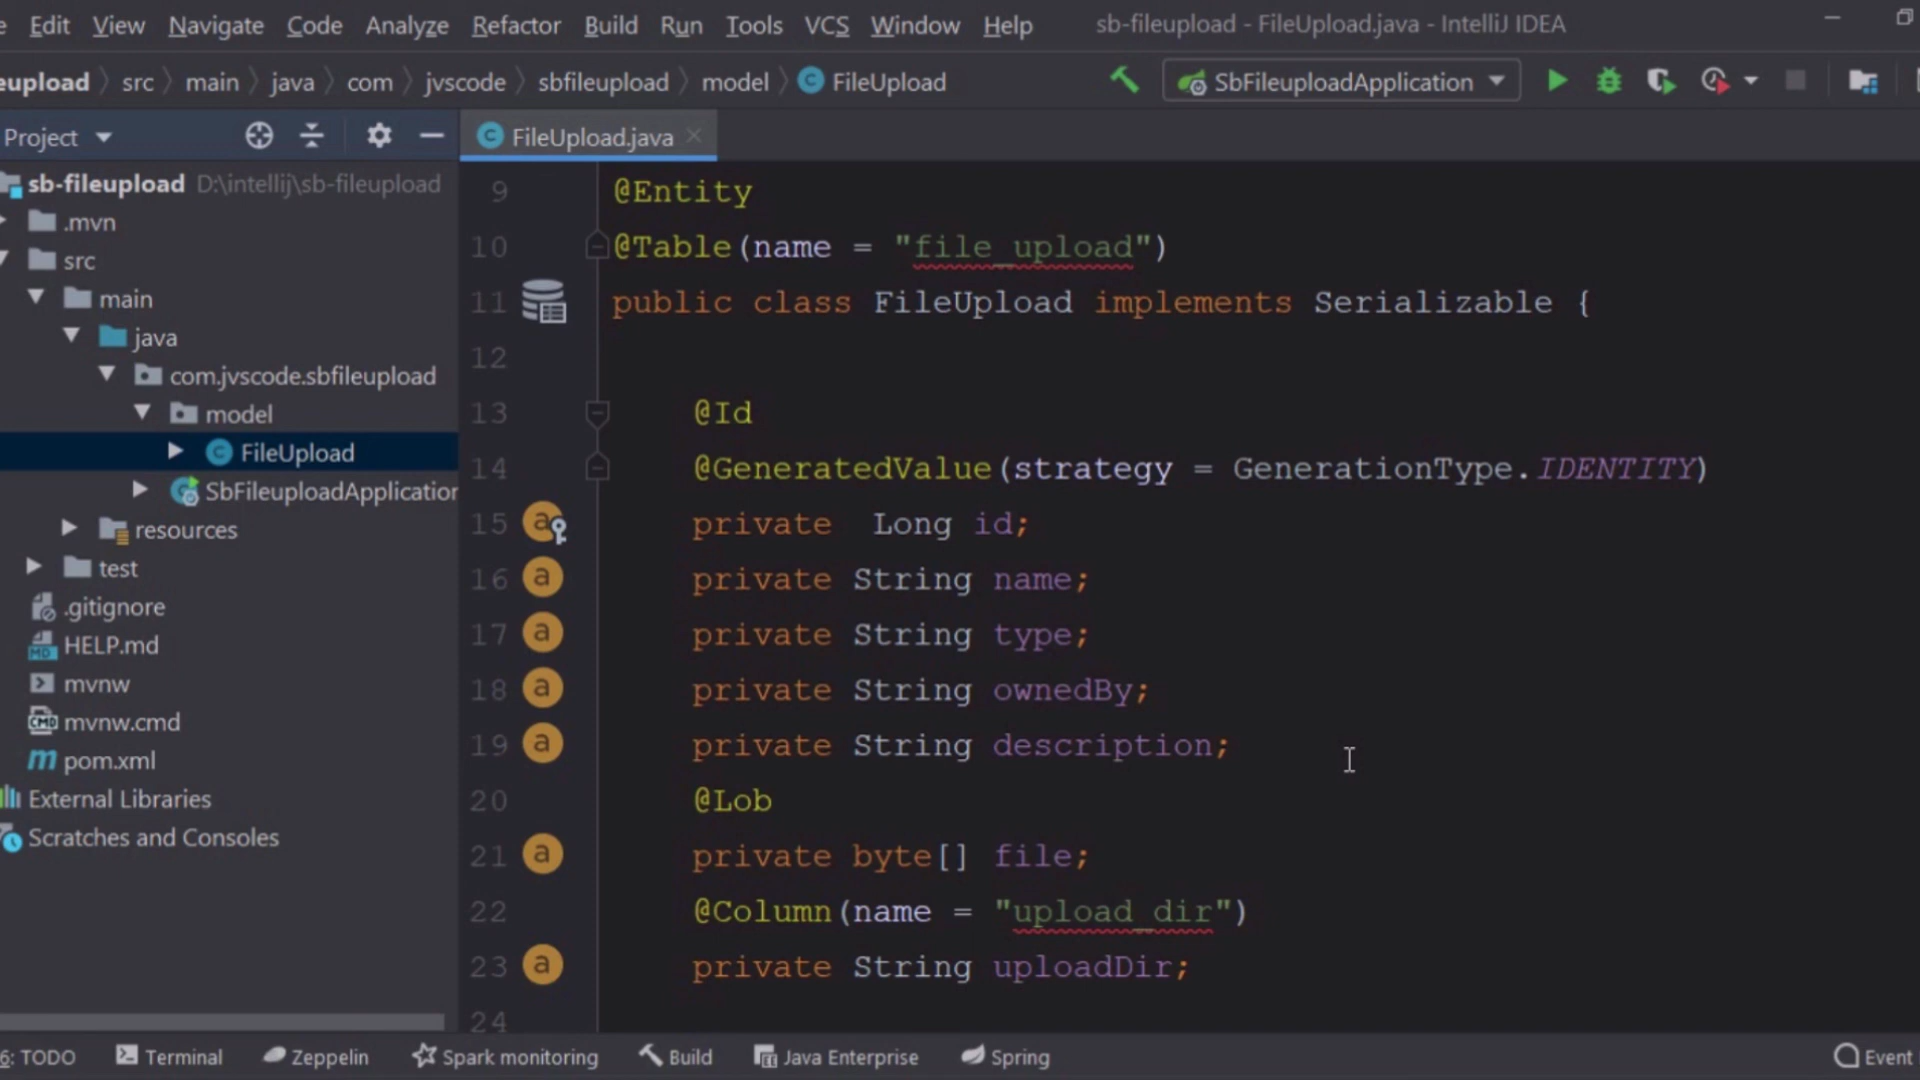 Edit View Navigate Code Analyze Refactor Build Run Tools VCS Window Help sb-fileupload - FileUpload.java - IntelliJ IDEA
eupload src main java com jvscode sbfileupload model FileUpload SbFileuploadApplication
Project
FileUpload.java
sb-fileupload D:\intellij\sb-fileupload
.mvn
src
main
java
com.jvscode.sbfileupload
model
FileUpload
SbFileuploadApplication
resources
test
.gitignore
HELP.md
mvnw
mvnw.cmd
pom.xml
External Libraries
Scratches and Consoles
9 @Entity
10 @Table(name = "file_upload")
11 public class FileUpload implements Serializable {
12
13 @Id
14 @GeneratedValue(strategy = GenerationType.IDENTITY)
15 private  Long id;
16 private String name;
17 private String type;
18 private String ownedBy;
19 private String description;
20 @Lob
21 private byte[] file;
22 @Column(name = "upload_dir")
23 private String uploadDir;
24
6: TODO Terminal Zeppelin Spark monitoring Build Java Enterprise Spring Event